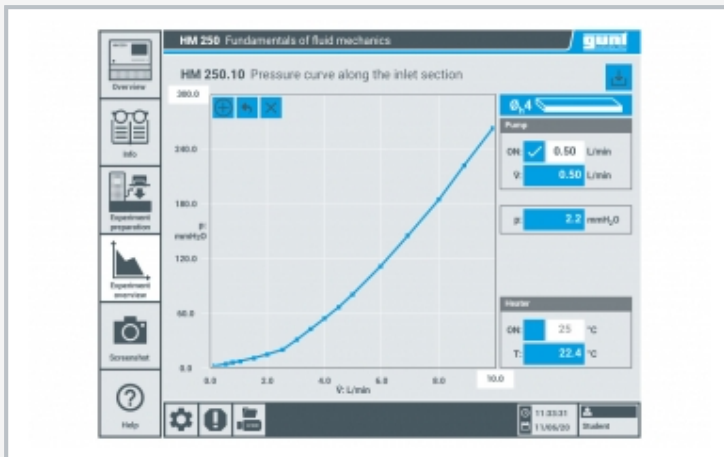 HM 250 Fundamentals of fluid mechanics
gunt
HM 250.10 Pressure curve along the inlet section
Overview
Info
Experiment
preparation
Experiment
overview
Screenshot
Help
300.0
240.0
180.0
p:
mmH₂O
120.0
60.0
0.0
0.0
2.0
4.0
6.0
8.0
10.0
V̇: L/min
Øₕ4
Pump
ON: 0.50 L/min
V̇: 0.50 L/min
p: 2.2 mmH₂O
Heater
ON: 25 °C
T: 22.4 °C
11:33:31
11/06/20
Student